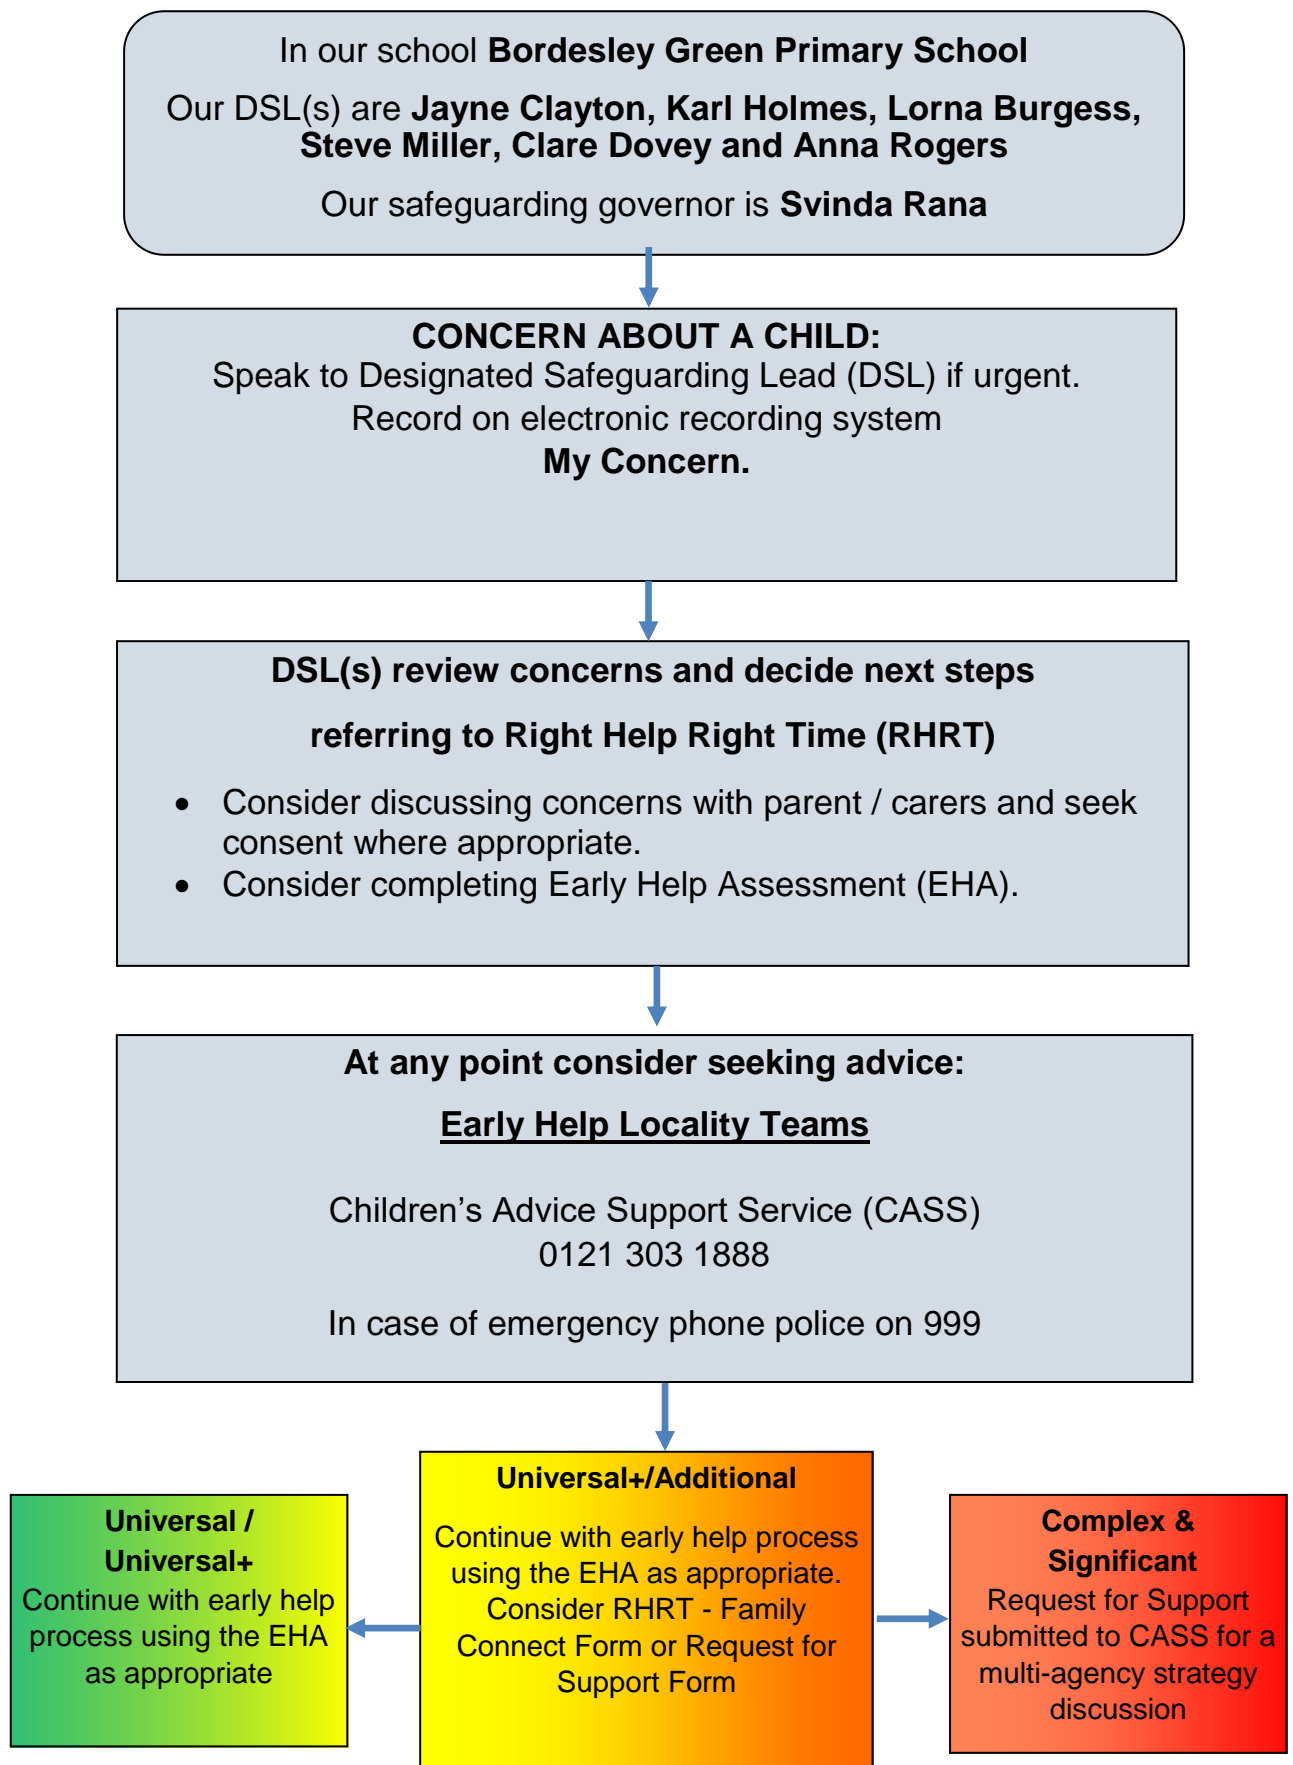 In our school Bordesley Green Primary School
Our DSL(s) are Jayne Clayton, Karl Holmes, Lorna Burgess,
Steve Miller, Clare Dovey and Anna Rogers
Our safeguarding governor is Svinda Rana
CONCERN ABOUT A CHILD:
Speak to Designated Safeguarding Lead (DSL) if urgent.
Record on electronic recording system
My Concern.
DSL(s) review concerns and decide next steps
referring to Right Help Right Time (RHRT)
• Consider discussing concerns with parent / carers and seek
consent where appropriate.
• Consider completing Early Help Assessment (EHA).
At any point consider seeking advice:
Early Help Locality Teams
Children’s Advice Support Service (CASS)
0121 303 1888
In case of emergency phone police on 999
Universal /
Universal+
Continue with early help
process using the EHA
as appropriate
Universal+/Additional
Continue with early help process
using the EHA as appropriate.
Consider RHRT - Family
Connect Form or Request for
Support Form
Complex &
Significant
Request for Support
submitted to CASS for a
multi-agency strategy
discussion